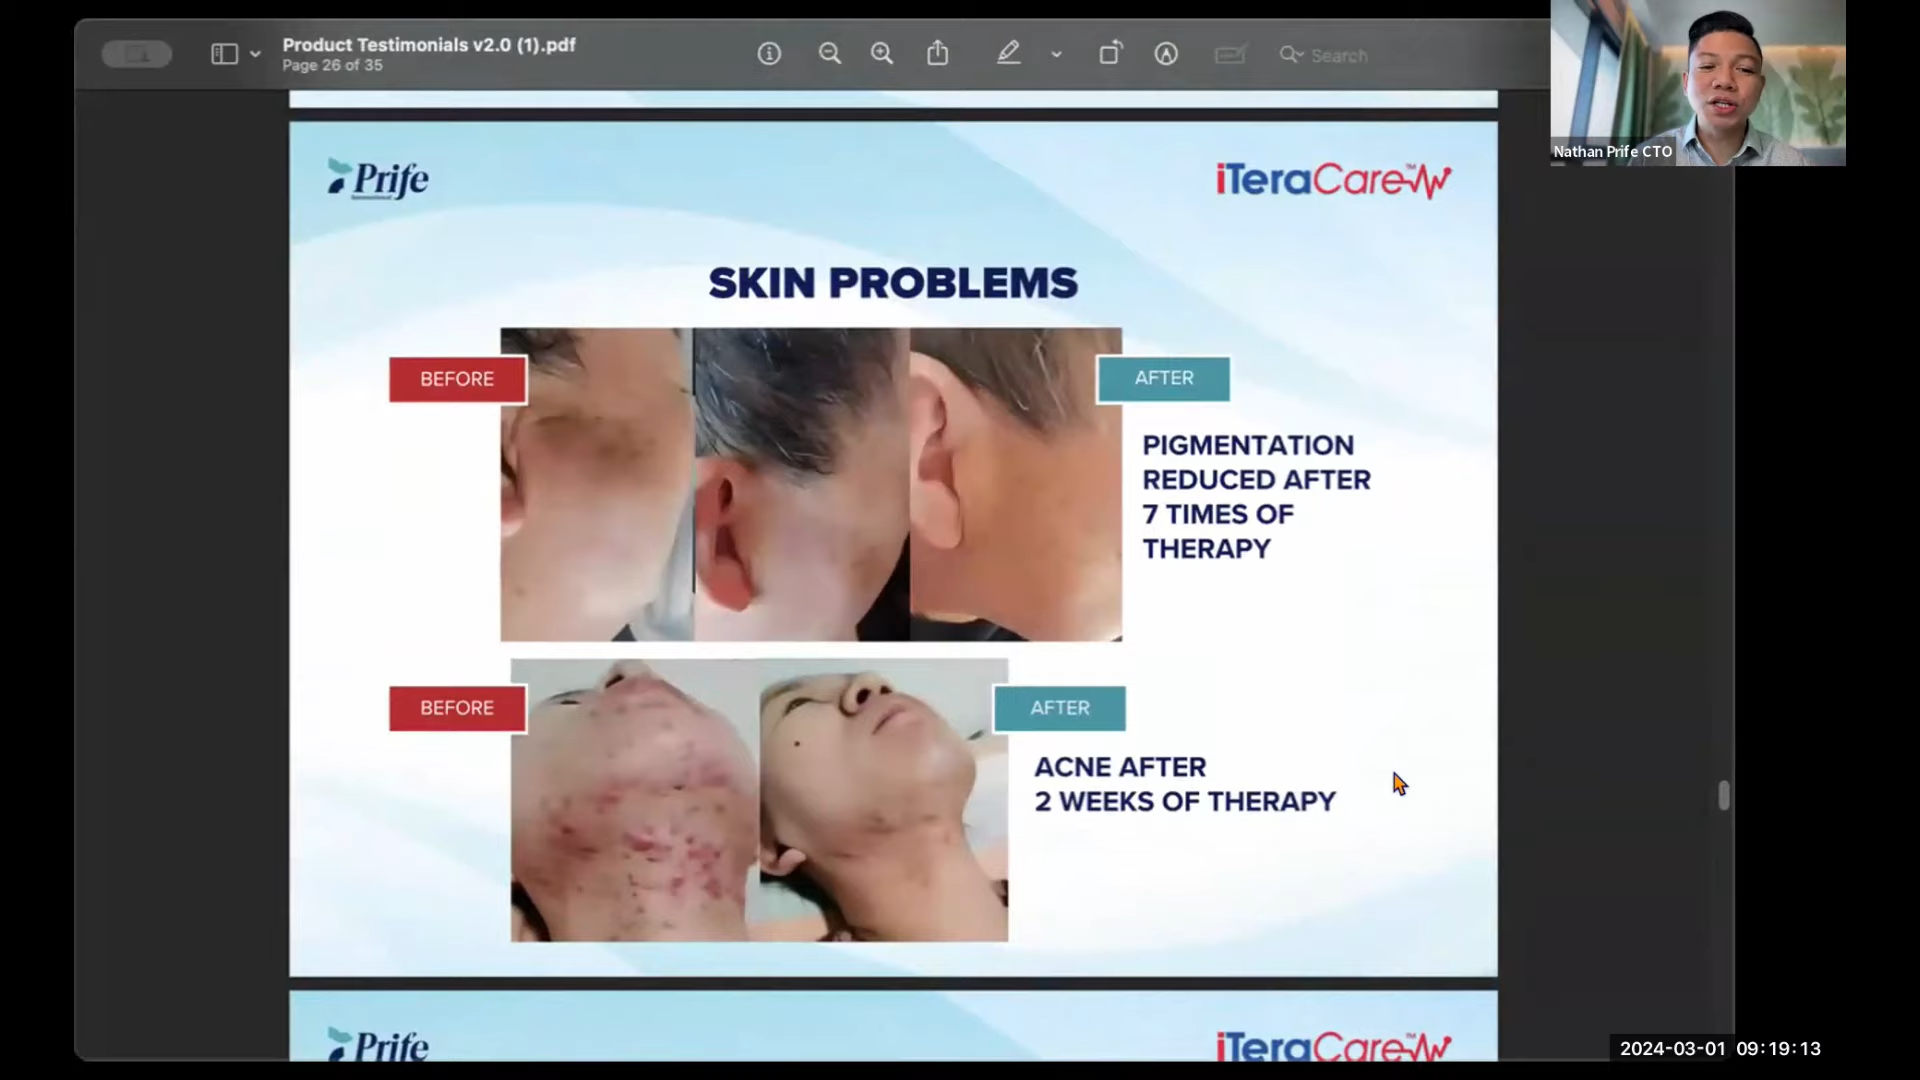 Product Testimonials v2.0 (1).pdf
Page 26 of 35
Search
Nathan Prife CTO
Prife
iTeraCare™
SKIN PROBLEMS
BEFORE
AFTER
PIGMENTATION
REDUCED AFTER
7 TIMES OF
THERAPY
BEFORE
AFTER
ACNE AFTER
2 WEEKS OF THERAPY
Prife
iTeraCare™
2024-03-01 09:19:13